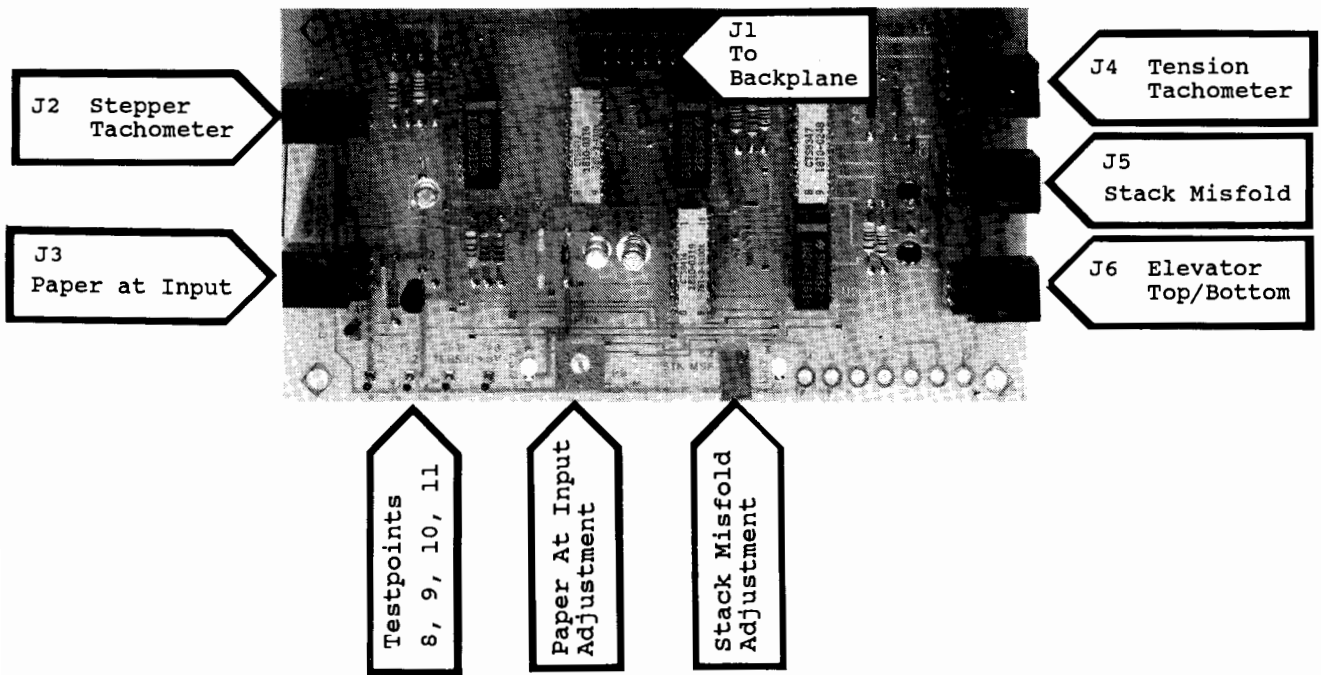 J1
To
Backplane
J2 Stepper
Tachometer
J4 Tension
Tachometer
J5
Stack Misfold
J3
Paper at Input
J6 Elevator
Top/Bottom
Testpoints
8, 9, 10, 11
Paper At Input
Adjustment
Stack Misfold
Adjustment